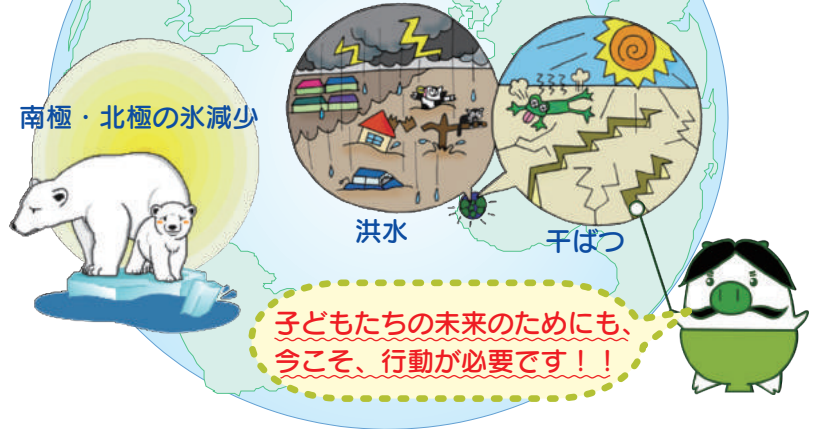 南極・北極の氷減少
洪水
干ばつ
子どもたちの未来のためにも、
今こそ、行動が必要です！！